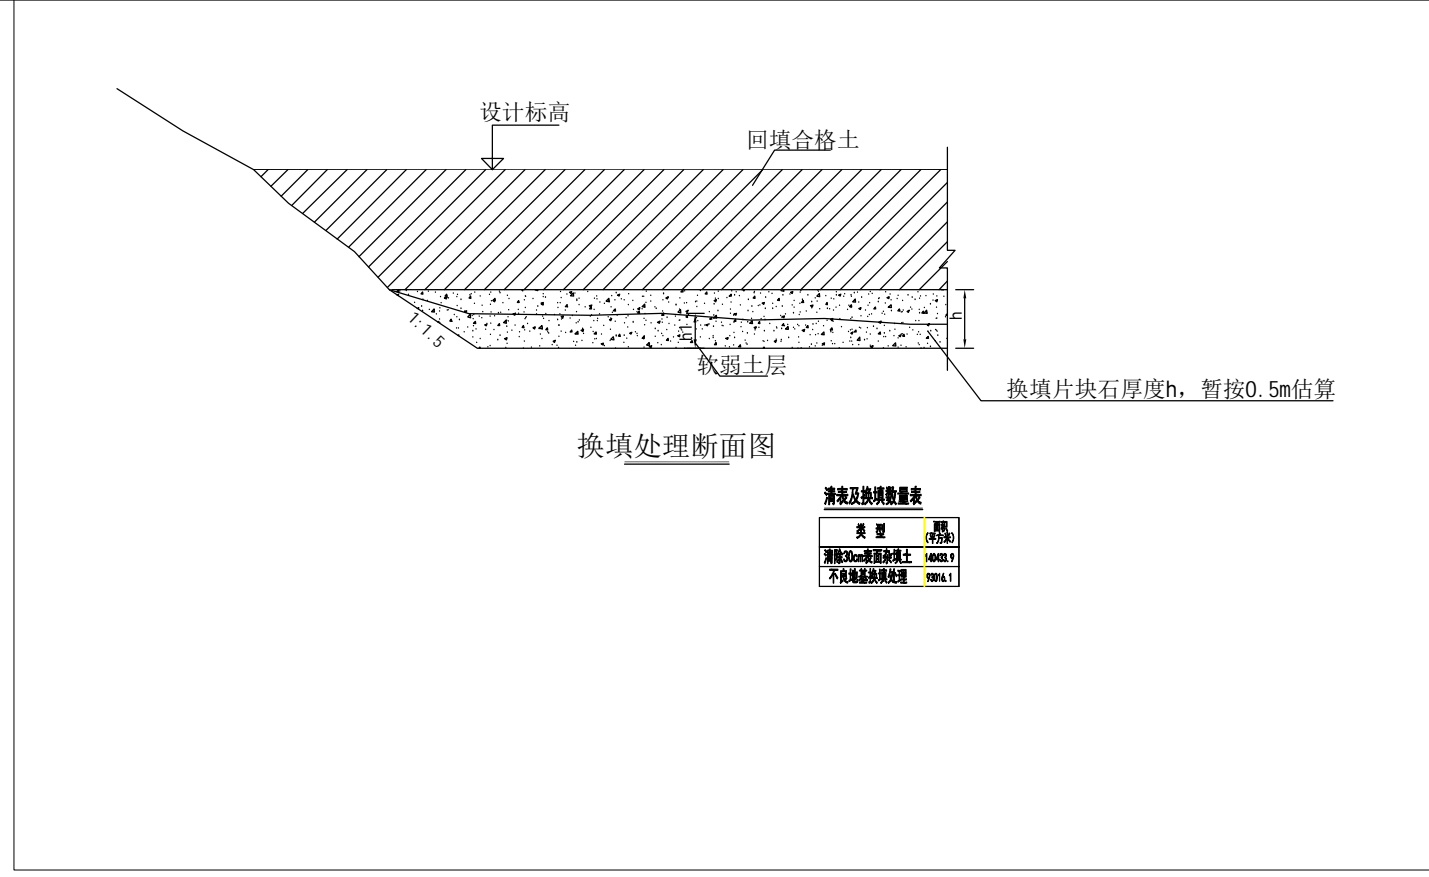 设计标高
回填合格土
1:1.5
h1
h
软弱土层
换填片块石厚度h，暂按0.5m估算
换填处理断面图
清表及换填数量表
类 型
面积
(平方米)
清除30cm表面杂填土 140433.9
不良地基换填处理 93016.1